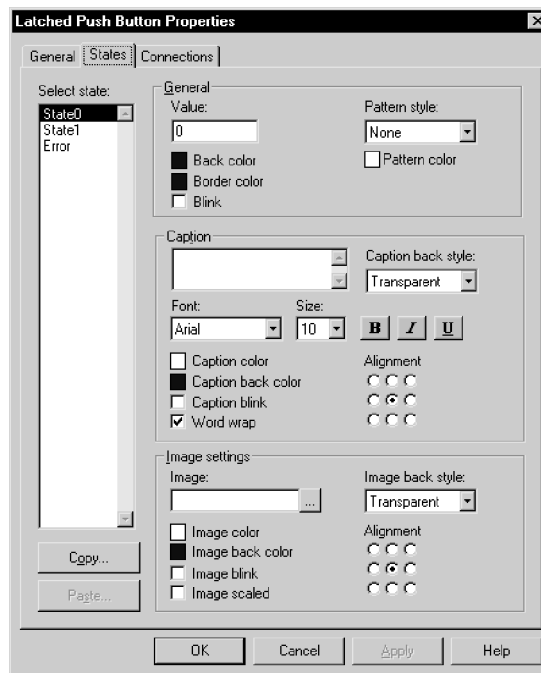 Latched Push Button Properties
General States Connections
Select state:
State0
State1
Error
Copy...
Paste...
General
Value:
0
Pattern style:
None
Back color
Pattern color
Border color
Blink
Caption
Caption back style:
Transparent
Font:
Arial
Size:
10
B I U
Caption color
Caption back color
Caption blink
Word wrap
Alignment
Image settings
Image:
...
Image back style:
Transparent
Image color
Image back color
Image blink
Image scaled
Alignment
OK Cancel Apply Help